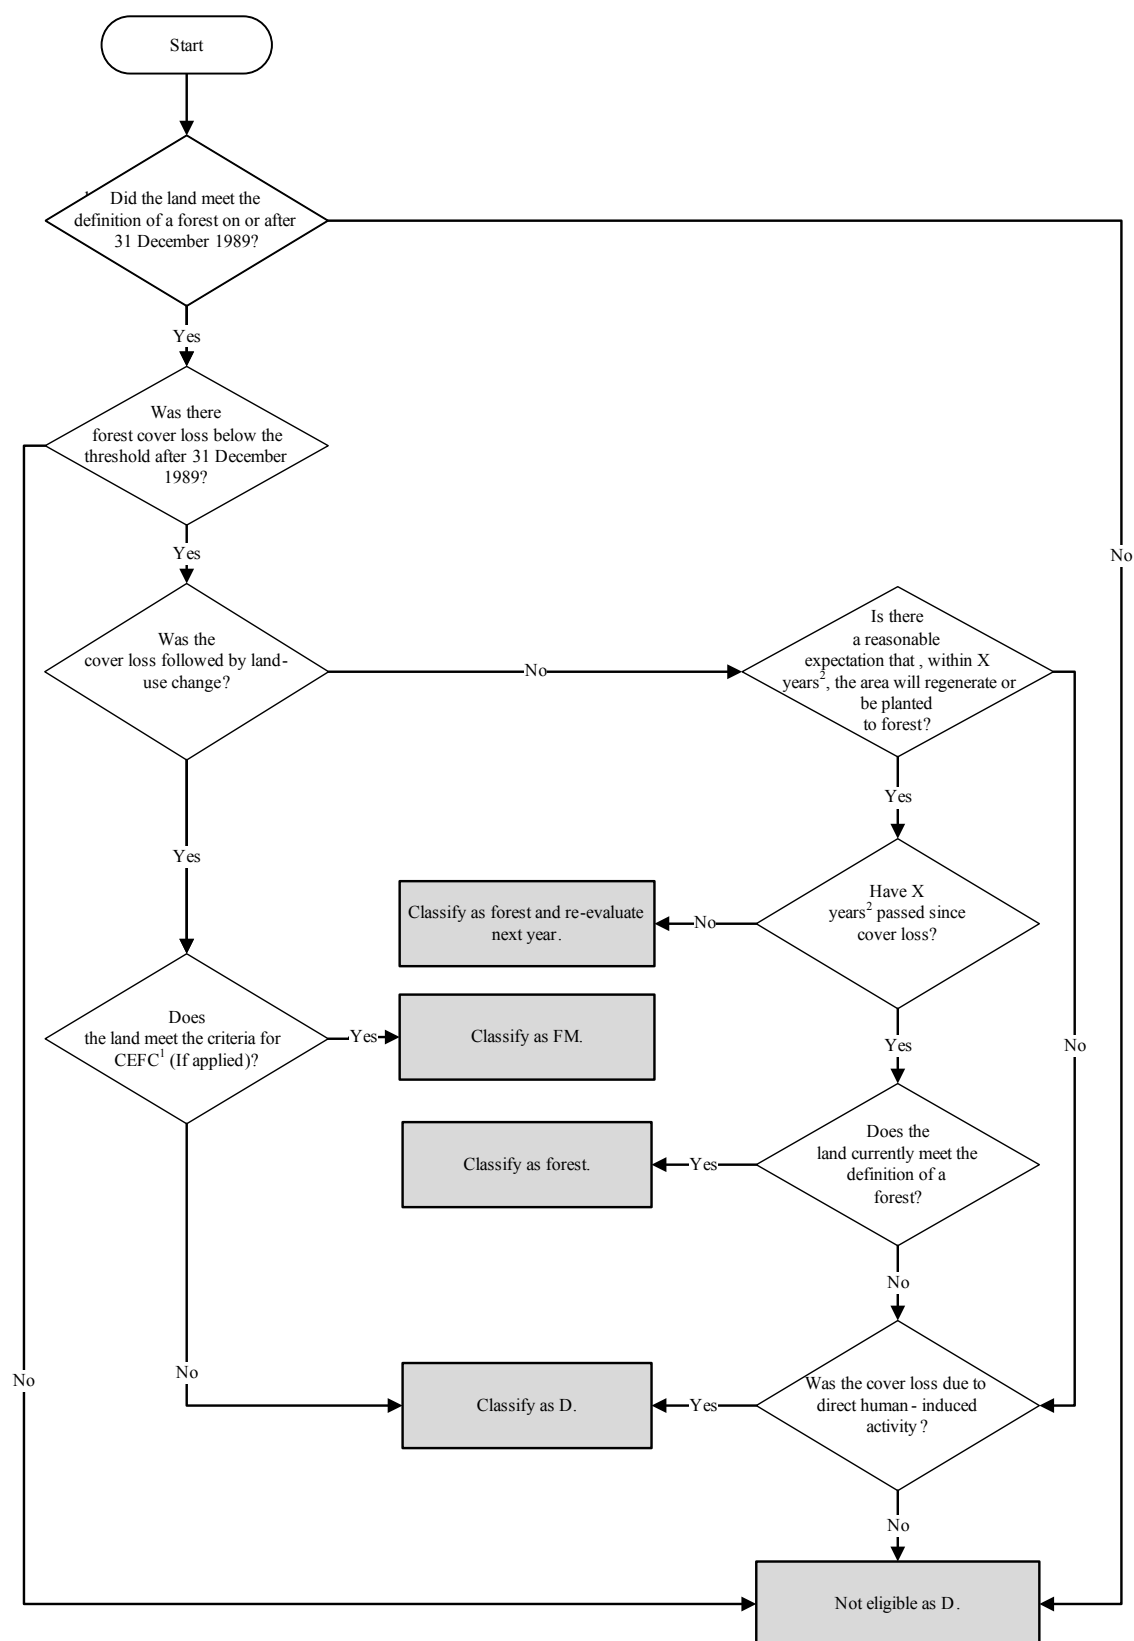 Start
Did the land meet the
definition of a forest on or after
31 December 1989?
Yes
Was there
forest cover loss below the
threshold after 31 December
1989?
Yes
No
Was the
cover loss followed by land-
use change?
No
Is there
a reasonable
expectation that , within X
years², the area will regenerate or
be planted
to forest?
Yes
Yes
Have X
years² passed since
cover loss?
No
Classify as forest and re-evaluate
next year.
Does
the land meet the criteria for
CEFC¹ (If applied)?
Yes
Classify as FM.
Yes
No
Does the
land currently meet the
definition of a
forest?
Yes
Classify as forest.
No
No
No
Was the cover loss due to
direct human - induced
activity ?
Yes
Classify as D.
No
Not eligible as D.